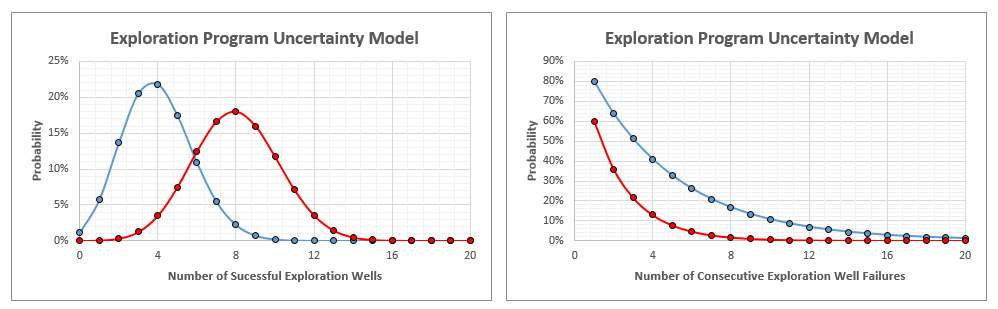 Exploration Program Uncertainty Model
25%
20%
15%
10%
5%
0%
Probability
0 4 8 12 16 20
Number of Sucessful Exploration Wells
Exploration Program Uncertainty Model
90%
80%
70%
60%
50%
40%
30%
20%
10%
0%
Probability
0 4 8 12 16 20
Number of Consecutive Exploration Well Failures